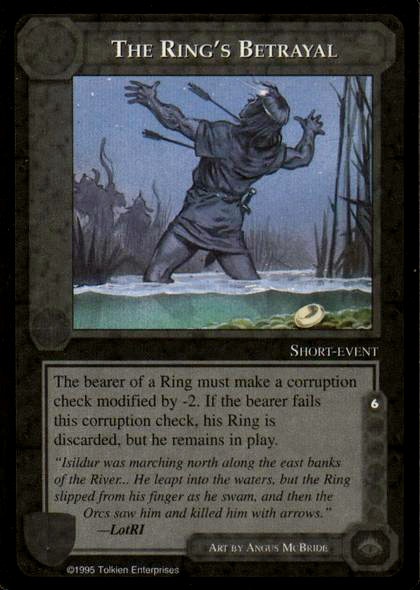 THE RING'S BETRAYAL
SHORT-EVENT
The bearer of a Ring must make a corruption
check modified by -2. If the bearer fails
this corruption check, his Ring is
discarded, but he remains in play.
6
"Isildur was marching north along the east banks
of the River... He leapt into the waters, but the Ring
slipped from his finger as he swam, and then the
Orcs saw him and killed him with arrows."
—LotRI
ART BY ANGUS MCBRIDE
©1995 Tolkien Enterprises